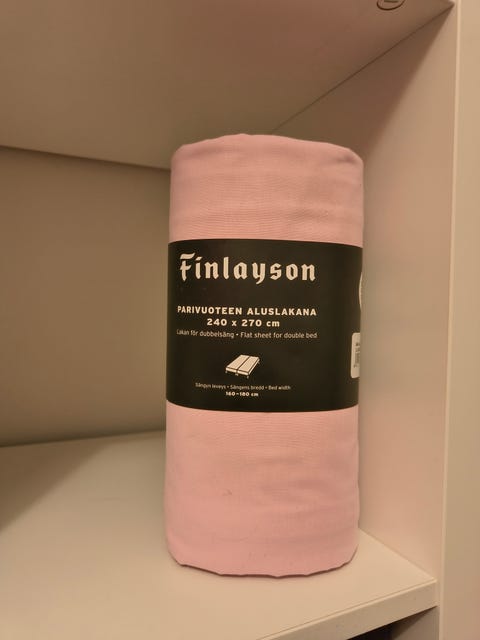 Finlayson
PARIVUOTEEN ALUSLAKANA
240 x 270 cm
Lakan för dubbelsäng • Flat sheet for double bed
Sängyn leveys • Sängens bredd • Bed width
160–180 cm